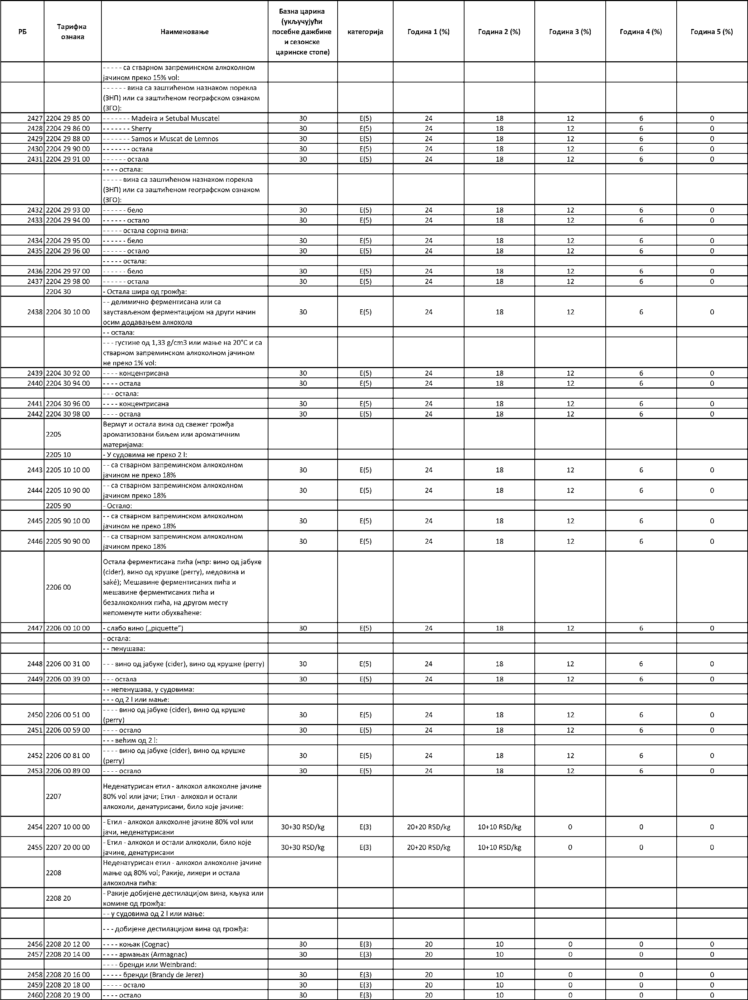 РБ Тарифна ознака Наименовање Базна царина (укључујући посебне дажбине и сезонске царинске стопе) категорија Година 1 (%) Година 2 (%) Година 3 (%) Година 4 (%) Година 5 (%)
- - - - - са стварном запреминском алкохолном
јачином преко 15% vol:
- - - - - - вина са заштићеном назнаком порекла
(ЗНП) или са заштићеном географском ознаком
(ЗГО):
2427 2204 29 85 00 - - - - - - - Madeira и Setubal Muscatel 30 E(5) 24 18 12 6 0
2428 2204 29 86 00 - - - - - - - Sherry 30 E(5) 24 18 12 6 0
2429 2204 29 88 00 - - - - - - - Samos и Muscat de Lemnos 30 E(5) 24 18 12 6 0
2430 2204 29 90 00 - - - - - - - остала 30 E(5) 24 18 12 6 0
2431 2204 29 91 00 - - - - - - остала 30 E(5) 24 18 12 6 0
- - - - остала:
- - - - - вина са заштићеном назнаком порекла
(ЗНП) или са заштићеном географском ознаком
(ЗГО):
2432 2204 29 93 00 - - - - - - бело 30 E(5) 24 18 12 6 0
2433 2204 29 94 00 - - - - - - остало 30 E(5) 24 18 12 6 0
- - - - - остала сортна вина:
2434 2204 29 95 00 - - - - - - бело 30 E(5) 24 18 12 6 0
2435 2204 29 96 00 - - - - - - остало 30 E(5) 24 18 12 6 0
- - - - - остала:
2436 2204 29 97 00 - - - - - - бело 30 E(5) 24 18 12 6 0
2437 2204 29 98 00 - - - - - - остала 30 E(5) 24 18 12 6 0
2204 30 - Остала шира од грожђа:
2438 2204 30 10 00 - - делимично ферментисана или са
заустављеном ферментацијом на други начин
осим додавањем алкохола 30 E(5) 24 18 12 6 0
- - остала:
- - - густине од 1,33 g/cm3 или мање на 20°C и са
стварном запреминском алкохолном јачином
не преко 1% vol:
2439 2204 30 92 00 - - - - концентрисана 30 E(5) 24 18 12 6 0
2440 2204 30 94 00 - - - - остала 30 E(5) 24 18 12 6 0
- - - остала:
2441 2204 30 96 00 - - - - концентрисана 30 E(5) 24 18 12 6 0
2442 2204 30 98 00 - - - - остала 30 E(5) 24 18 12 6 0
2205 Вермут и остала вина од свежег грожђа
ароматизовани биљем или ароматичним
материјама:
2205 10 - У судовима не преко 2 l:
2443 2205 10 10 00 - - са стварном запреминском алкохолном
јачином не преко 18% 30 E(5) 24 18 12 6 0
2444 2205 10 90 00 - - са стварном запреминском алкохолном
јачином преко 18% 30 E(5) 24 18 12 6 0
2205 90 - Остало:
2445 2205 90 10 00 - - са стварном запреминском алкохолном
јачином не преко 18% 30 E(5) 24 18 12 6 0
2446 2205 90 90 00 - - са стварном запреминском алкохолном
јачином преко 18% 30 E(5) 24 18 12 6 0
2206 00 Остала ферментисана пића (нпр: вино од јабуке
(cider), вино од крушке (perry), медовина и
saké); Мешавине ферментисаних пића и
мешавине ферментисаних пића и
безалкохолних пића, на другом месту
непоменуте нити обухваћене:
2447 2206 00 10 00 - слабо вино („piquette”) 30 E(5) 24 18 12 6 0
- остала:
- - пенушава:
2448 2206 00 31 00 - - - вино од јабуке (cider), вино од крушке (perry) 30 E(5) 24 18 12 6 0
2449 2206 00 39 00 - - - остала 30 E(5) 24 18 12 6 0
- - непенушава, у судовима:
- - - од 2 l или мање:
2450 2206 00 51 00 - - - - вино од јабуке (cider), вино од крушке
(perry) 30 E(5) 24 18 12 6 0
2451 2206 00 59 00 - - - - остало 30 E(5) 24 18 12 6 0
- - - већим од 2 l:
2452 2206 00 81 00 - - - - вино од јабуке (cider), вино од крушке
(perry) 30 E(5) 24 18 12 6 0
2453 2206 00 89 00 - - - - остало 30 E(5) 24 18 12 6 0
2207 Неденатурисан етил - алкохол алкохолне јачине
80% vol или јачи; Етил - алкохол и остали
алкохоли, денатурисани, било које јачине:
2454 2207 10 00 00 - Етил - алкохол алкохолне јачине 80% vol или
јачи, неденатурисани 30+30 RSD/kg E(3) 20+20 RSD/kg 10+10 RSD/kg 0 0 0
2455 2207 20 00 00 - Етил - алкохол и остали алкохоли, било које
јачине, денатурисани 30+30 RSD/kg E(3) 20+20 RSD/kg 10+10 RSD/kg 0 0 0
2208 Неденатурисан етил - алкохол алкохолне јачине
мање од 80% vol; Ракије, ликери и остала
алкохолна пића:
2208 20 - Ракије добијене дестилацијом вина, кљука или
комине од грожђа:
- - у судовима од 2 l или мање:
- - - добијене дестилацијом вина од грожђа:
2456 2208 20 12 00 - - - - коњак (Cognac) 30 E(3) 20 10 0 0 0
2457 2208 20 14 00 - - - - армањак (Armagnac) 30 E(3) 20 10 0 0 0
- - - - бренди или Weinbrand:
2458 2208 20 16 00 - - - - - бренди (Brandy de Jerez) 30 E(3) 20 10 0 0 0
2459 2208 20 18 00 - - - - - остало 30 E(3) 20 10 0 0 0
2460 2208 20 19 00 - - - - остало 30 E(3) 20 10 0 0 0